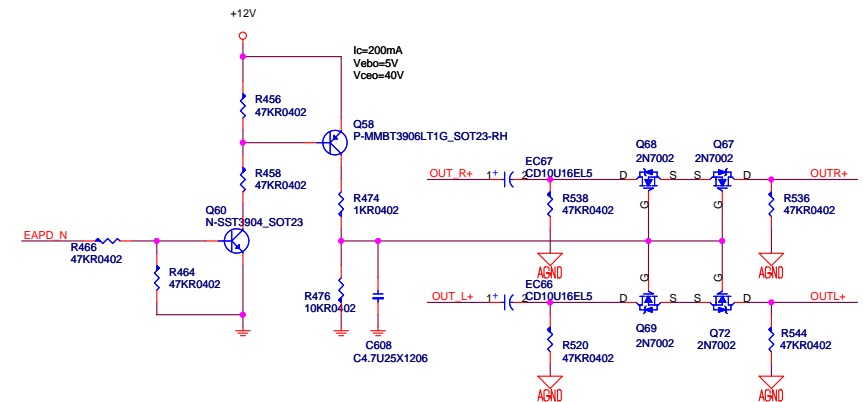 +12V
Ic=200mA
Vebo=5V
Vceo=40V
R456
47KR0402
Q58
P-MMBT3906LT1G_SOT23-RH
R458
47KR0402
R474
1KR0402
Q60
N-SST3904_SOT23
EAPD_N
R466
47KR0402
R464
47KR0402
R476
10KR0402
C608
C4.7U25X1206
OUT_R+
1
+
2
EC67
CD10U16EL5
R538
47KR0402
AGND
Q68
2N7002
D
S
G
Q67
2N7002
S
D
G
OUTR+
R536
47KR0402
AGND
OUT_L+
1
+
2
EC66
CD10U16EL5
R520
47KR0402
AGND
G
D
S
Q69
2N7002
G
S
D
Q72
2N7002
OUTL+
R544
47KR0402
AGND